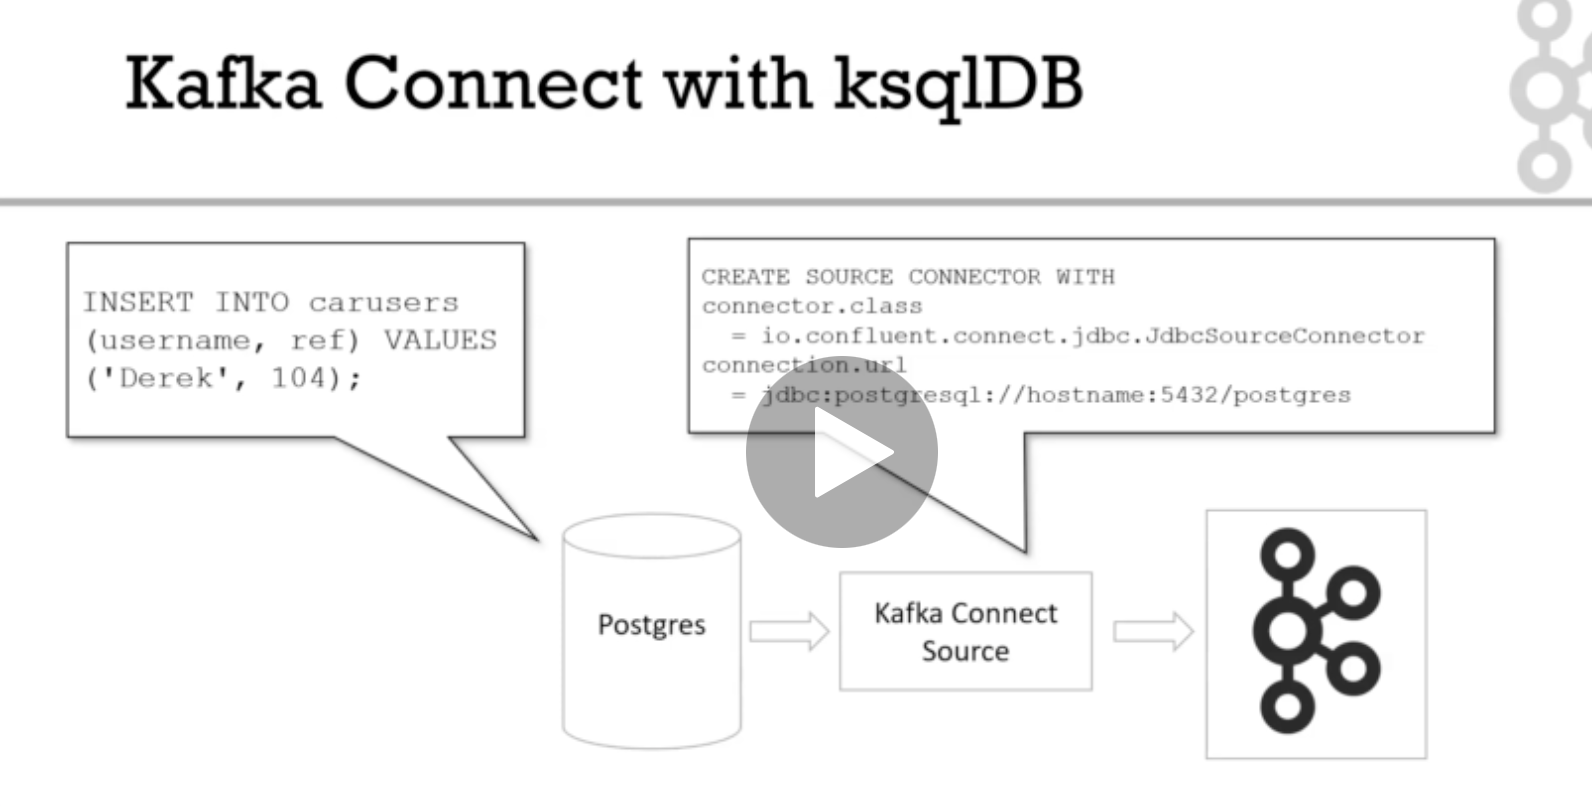 Kafka Connect with ksqlDB
INSERT INTO carusers
(username, ref) VALUES
('Derek', 104);
CREATE SOURCE CONNECTOR WITH
connector.class
= io.confluent.connect.jdbc.JdbcSourceConnector
connection.url
= jdbc:postgresql://hostname:5432/postgres
Postgres
Kafka Connect
Source